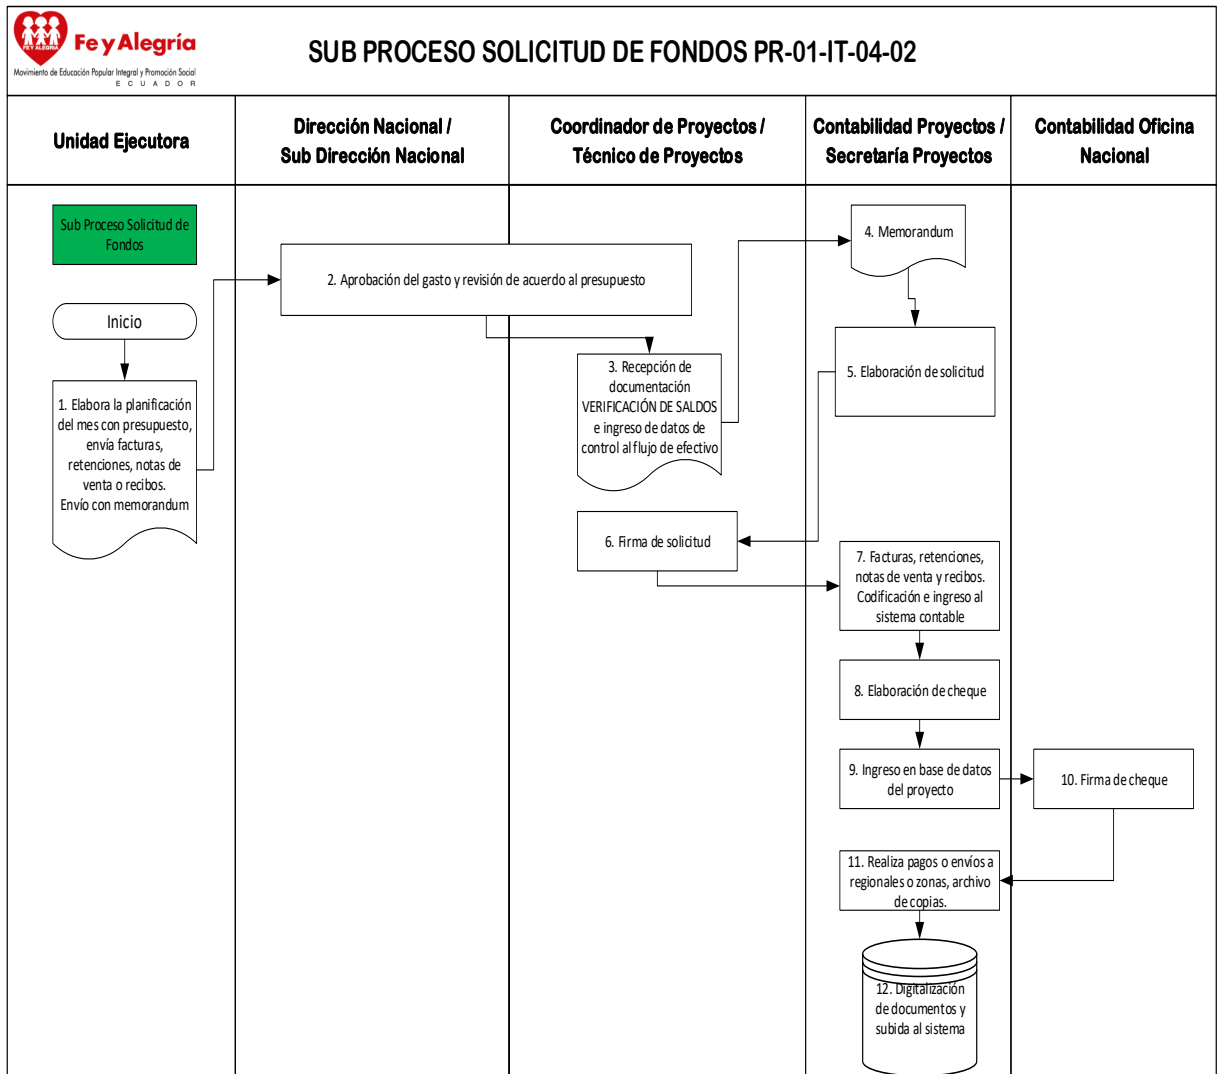 FE Y ALEGRIA
Fe y Alegría
Movimiento de Educación Popular Integral y Promoción Social
ECUADOR
SUB PROCESO SOLICITUD DE FONDOS PR-01-IT-04-02
Unidad Ejecutora
Dirección Nacional /
Sub Dirección Nacional
Coordinador de Proyectos /
Técnico de Proyectos
Contabilidad Proyectos /
Secretaría Proyectos
Contabilidad Oficina
Nacional
Sub Proceso Solicitud de
Fondos
Inicio
1. Elabora la planificación
del mes con presupuesto,
envía facturas,
retenciones, notas de
venta o recibos.
Envío con memorandum
2. Aprobación del gasto y revisión de acuerdo al presupuesto
3. Recepción de
documentación
VERIFICACIÓN DE SALDOS
e ingreso de datos de
control al flujo de efectivo
4. Memorandum
5. Elaboración de solicitud
6. Firma de solicitud
7. Facturas, retenciones,
notas de venta y recibos.
Codificación e ingreso al
sistema contable
8. Elaboración de cheque
9. Ingreso en base de datos
del proyecto
10. Firma de cheque
11. Realiza pagos o envíos a
regionales o zonas, archivo
de copias.
12. Digitalización
de documentos y
subida al sistema